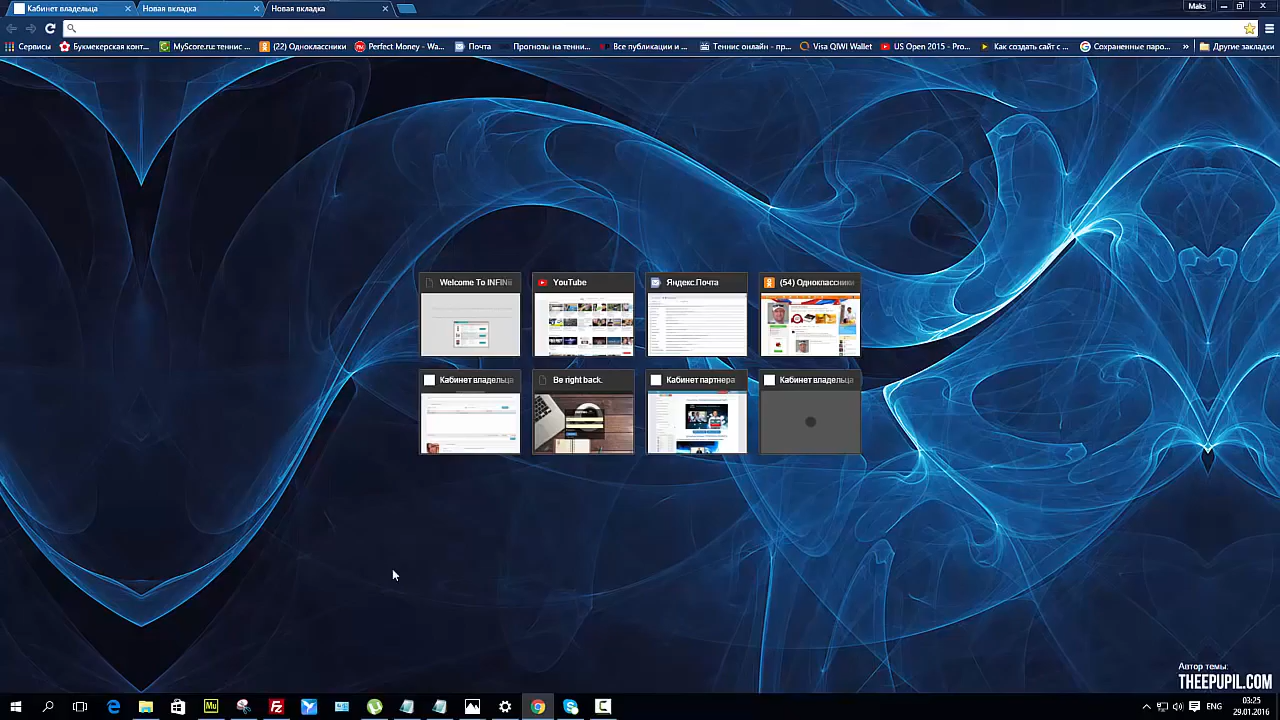 Кабинет владельца
Новая вкладка
Новая вкладка
Maks
Сервисы
Букмекерская конт...
MyScore.ru: теннис ...
(22) Одноклассники
Perfect Money - Wa...
Почта
Прогнозы на тенни...
Все публикации и ...
Теннис онлайн - пр...
Visa QIWI Wallet
US Open 2015 - Pro...
Как создать сайт с ...
Сохраненные паро...
»
Другие закладки
Welcome To INFINI
YouTube
Яндекс.Почта
(54) Одноклассники
Кабинет владельца
Be right back.
Кабинет партнера
Кабинет владельца
Автор темы:
THEEPUPIL.COM
Mu
ENG
03:25
29.01.2016